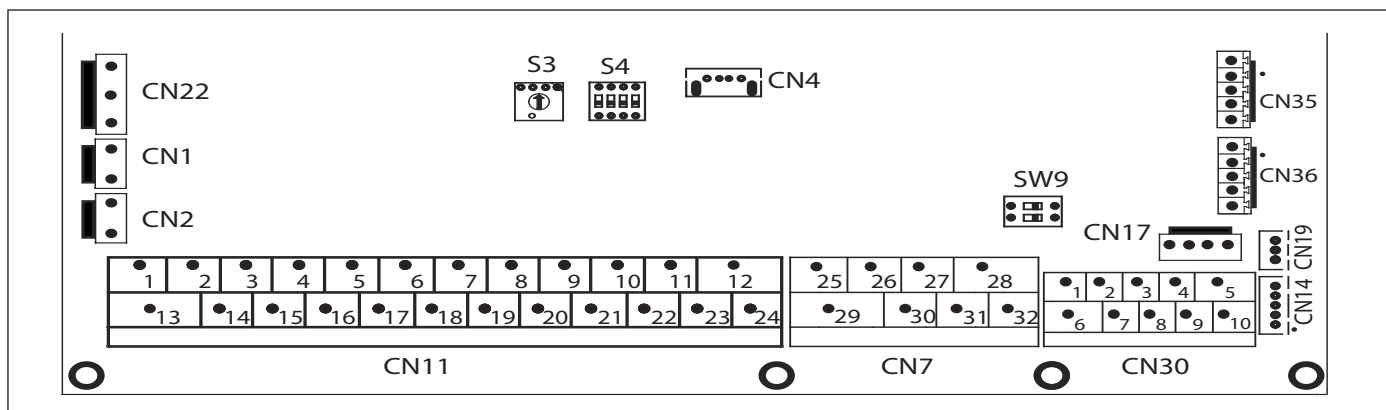 S3 S4
CN22 CN4 CN35
CN1
CN36
SW9
CN2 CN17 CN19
1 2 3 4 5 6 7 8 9 10 11 12 25 26 27 28
1 2 3 4 5
13 14 15 16 17 18 19 20 21 22 23 24 29 30 31 32
6 7 8 9 10
CN14
CN11 CN7 CN30